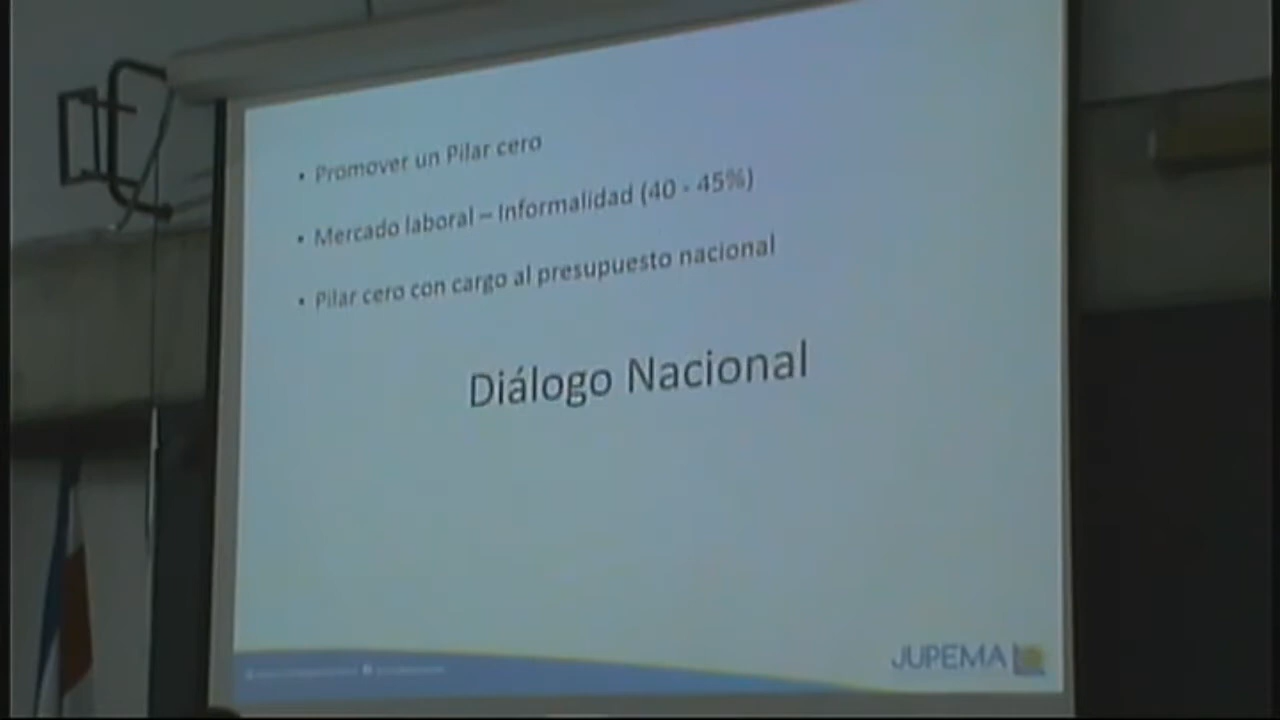 • Promover un Pilar cero
• Mercado laboral – Informalidad (40 - 45%)
• Pilar cero con cargo al presupuesto nacional
Diálogo Nacional
JUPEMA